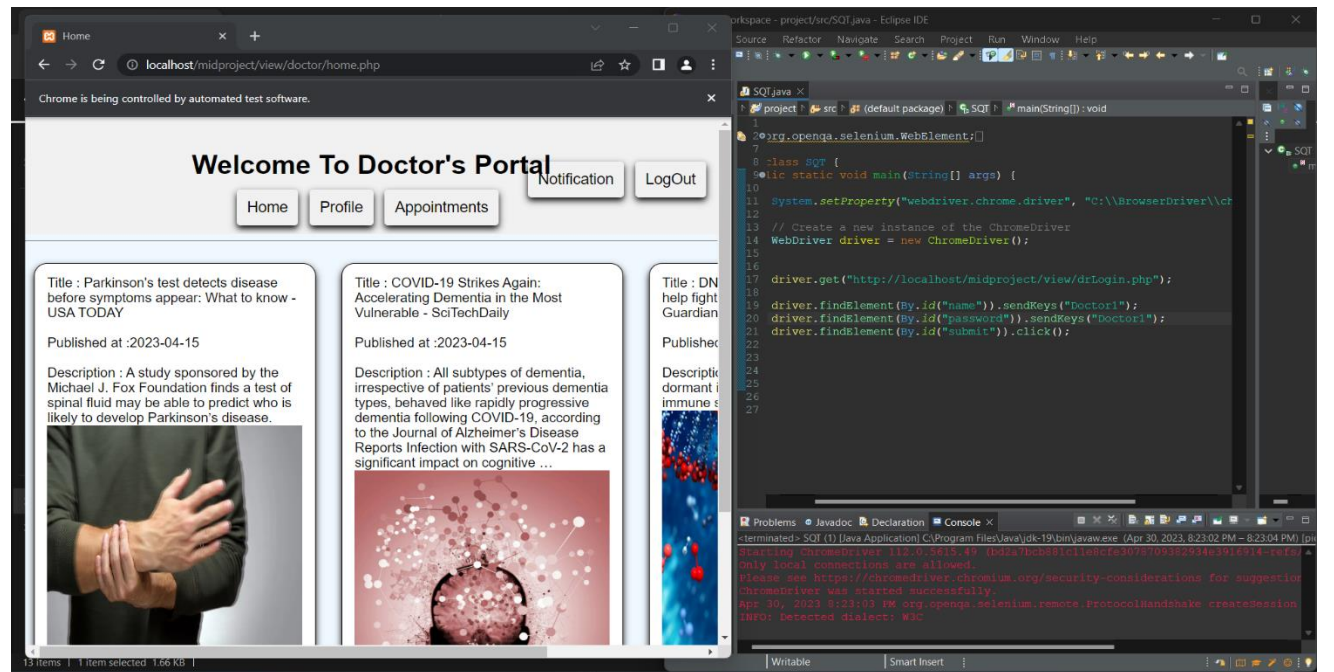 Home
localhost/midproject/view/doctor/home.php
Chrome is being controlled by automated test software.
Welcome To Doctor's Portal
Notification
LogOut
Home
Profile
Appointments
Title : Parkinson's test detects disease
before symptoms appear: What to know -
USA TODAY
Published at :2023-04-15
Description : A study sponsored by the
Michael J. Fox Foundation finds a test of
spinal fluid may be able to predict who is
likely to develop Parkinson's disease.
Title : COVID-19 Strikes Again:
Accelerating Dementia in the Most
Vulnerable - SciTechDaily
Published at :2023-04-15
Description : All subtypes of dementia,
irrespective of patients' previous dementia
types, behaved like rapidly progressive
dementia following COVID-19, according
to the Journal of Alzheimer's Disease
Reports Infection with SARS-CoV-2 has a
significant impact on cognitive …
Title : DN
help fight
Guardian
Published
Descriptio
dormant i
immune s
13 items 1 item selected 1.66 KB
orkspace - project/src/SQT.java - Eclipse IDE
Source Refactor Navigate Search Project Run Window Help
SQT.java
project src (default package) SQT main(String[]) : void
1
2 org.openqa.selenium.WebElement;
7
8 class SQT {
9 lic static void main(String[] args) {
10
11 System.setProperty("webdriver.chrome.driver", "C:\\BrowserDriver\\ch
12
13 // Create a new instance of the ChromeDriver
14 WebDriver driver = new ChromeDriver();
15
16
17 driver.get("http://localhost/midproject/view/drLogin.php");
18
19 driver.findElement(By.id("name")).sendKeys("Doctor1");
20 driver.findElement(By.id("password")).sendKeys("Doctor1");
21 driver.findElement(By.id("submit")).click();
22
23
24
25
26
27
SQT
m
Problems Javadoc Declaration Console
<terminated> SQT (1) [Java Application] C:\Program Files\Java\jdk-19\bin\javaw.exe (Apr 30, 2023, 8:23:02 PM – 8:23:04 PM) [pi
Starting ChromeDriver 112.0.5615.49
Only local connections are allowed.
Please see https://chromedriver.chromium.org/security-considerations for suggestion
ChromeDriver was started successfully.
Apr 30, 2023 8:23:03 PM org.openqa.selenium.remote.ProtocolHandshake createSession
INFO: Detected dialect: W3C
Writable Smart Insert